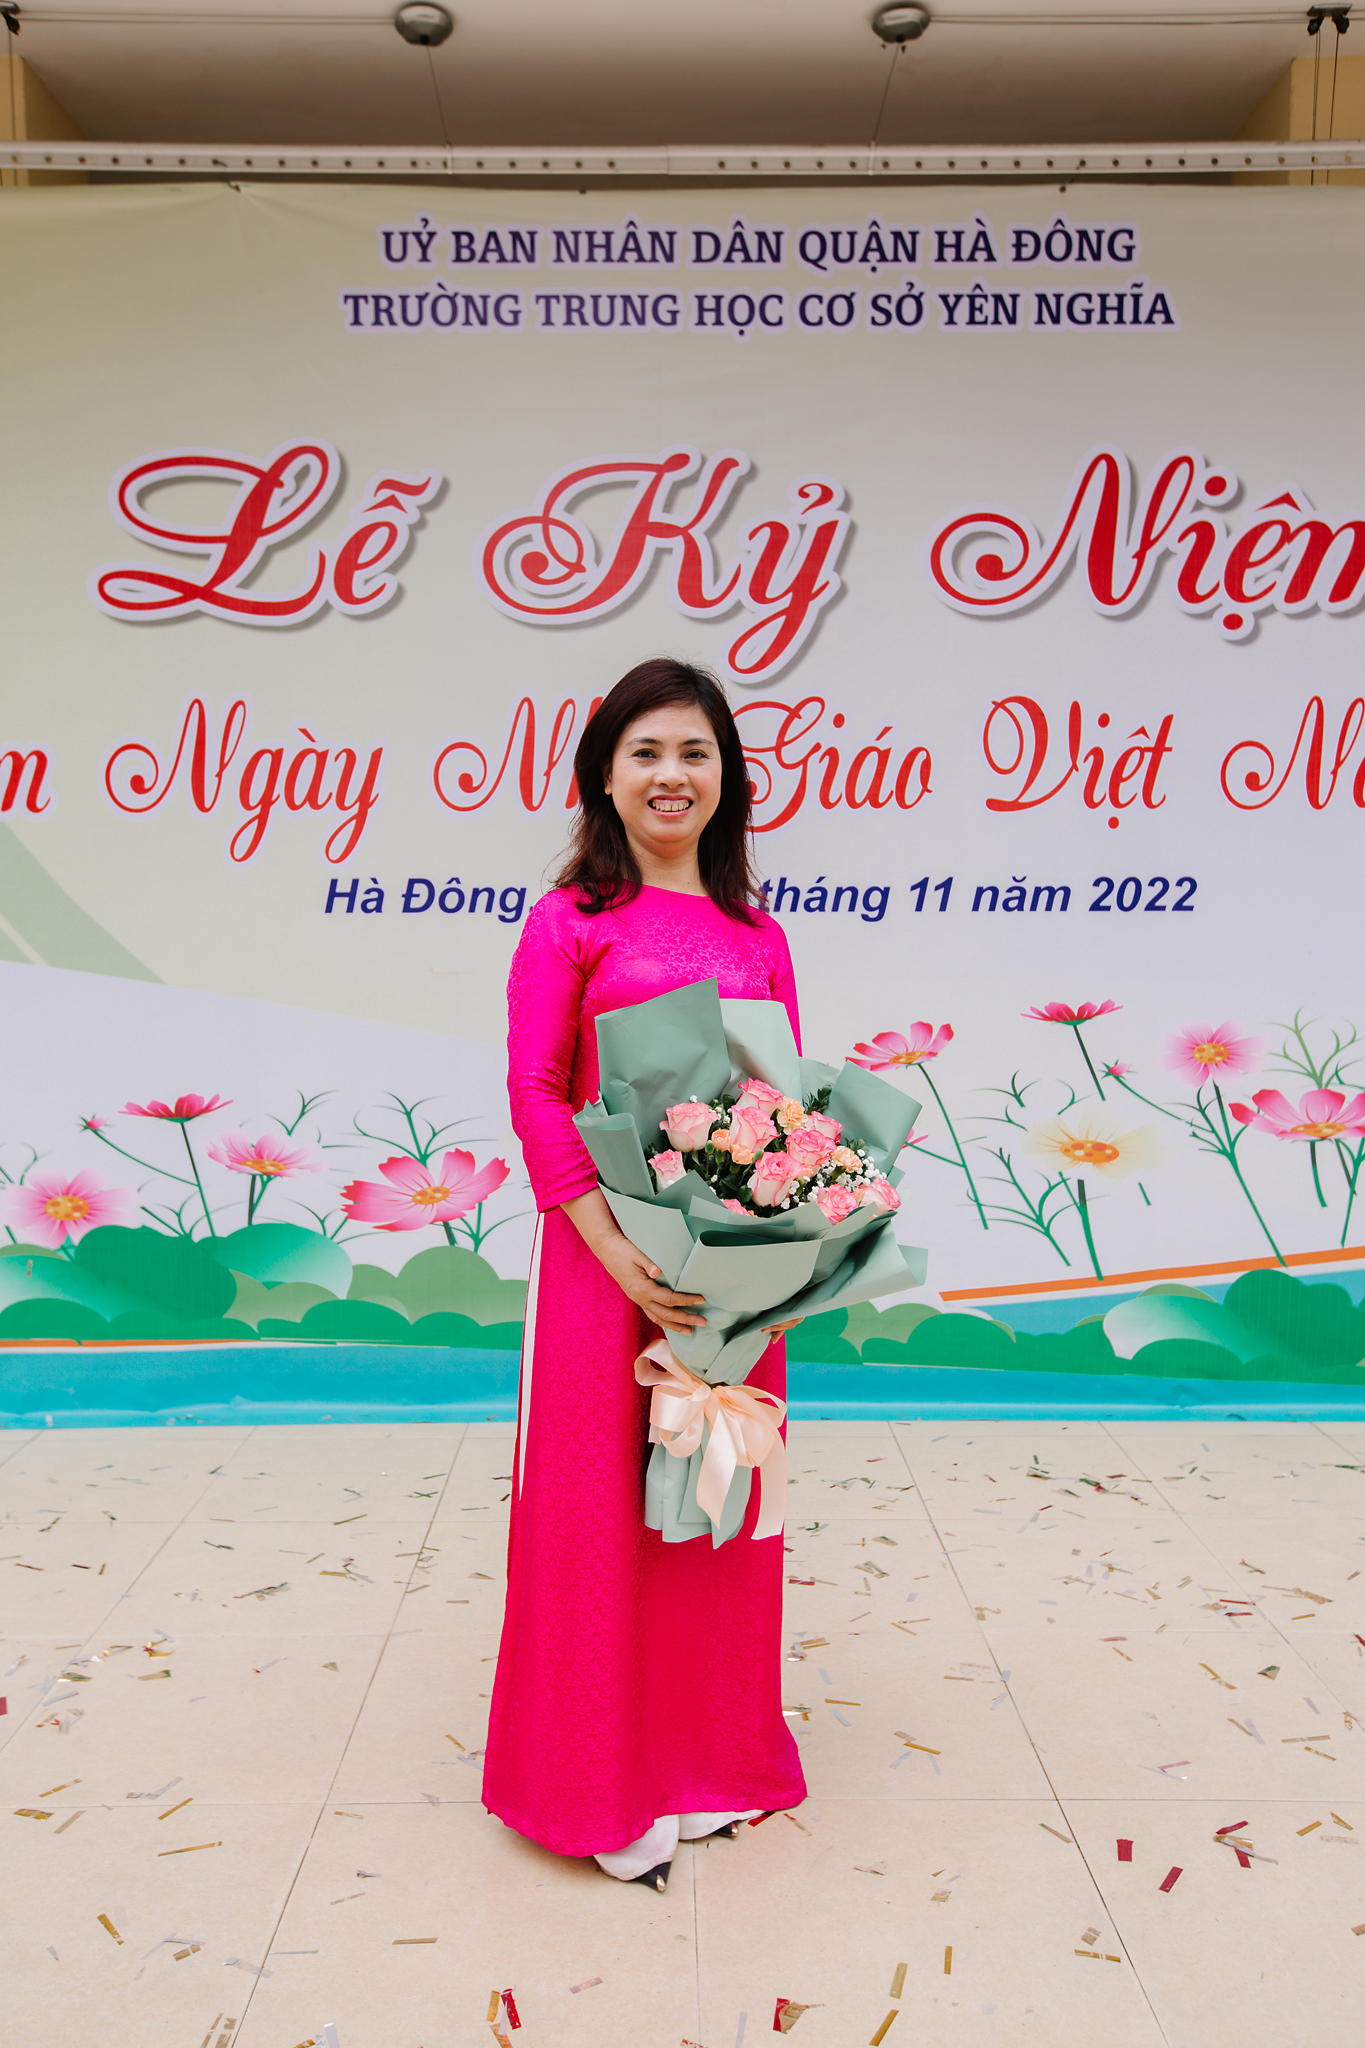 UỶ BAN NHÂN DÂN QUẬN HÀ ĐÔNG
TRƯỜNG TRUNG HỌC CƠ SỞ YÊN NGHĨA
Lễ Kỷ Niệm
Ngày Giáo Việt
Hà Đông, tháng 11 năm 2022